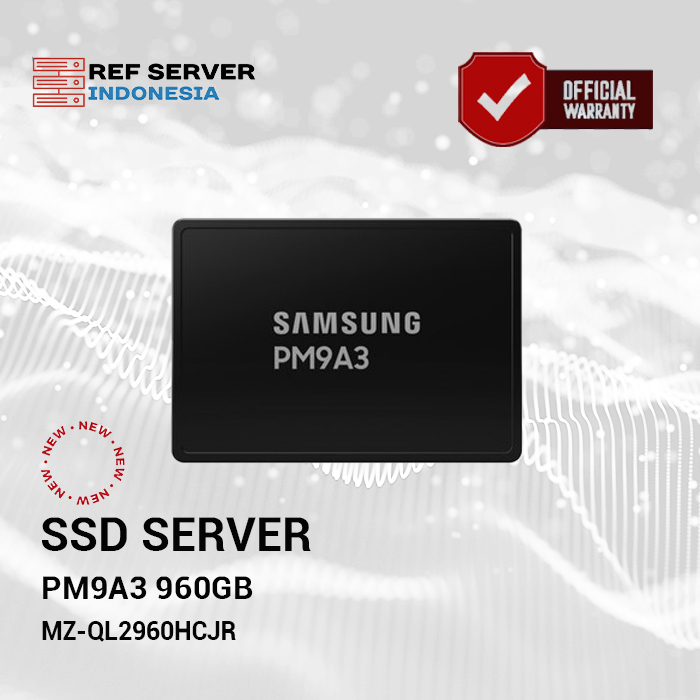 REF SERVER
INDONESIA
OFFICIAL
WARRANTY
SAMSUNG
PM9A3
NEW · NEW · NEW · NEW · NEW ·
SSD SERVER
PM9A3 960GB
MZ-QL2960HCJR